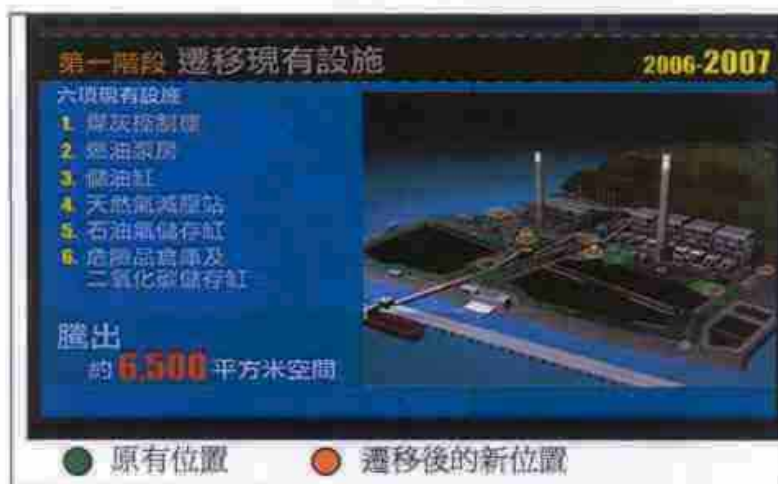 第一階段 遷移現有設施 2006-2007
六項現有設施
1. 煤灰控制樓
2. 燃油泵房
3. 儲油缸
4. 天然氣減壓站
5. 石油氣儲存缸
6. 危險品倉庫及
二氧化碳儲存缸
騰出
約 6,500 平方米空間
原有位置 遷移後的新位置